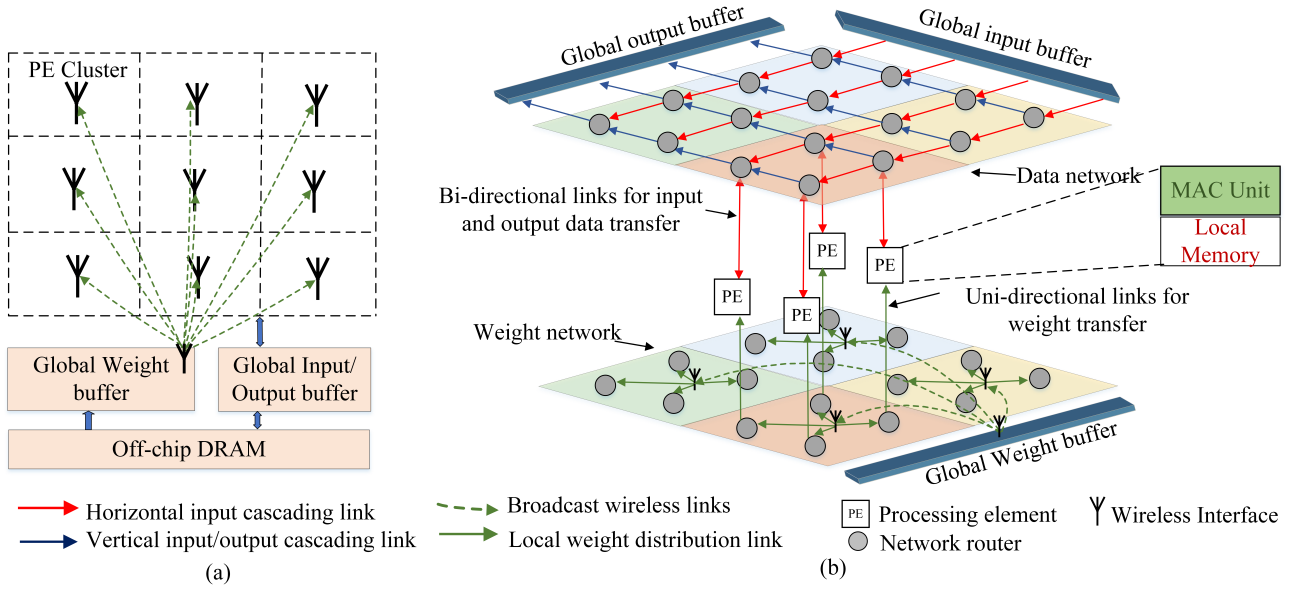 PE Cluster
Global Weight
buffer
Global Input/
Output buffer
Off-chip DRAM
Global output buffer
Global input buffer
Data network
Bi-directional links for input
and output data transfer
MAC Unit
Local
Memory
PE
PE
PE
PE
Uni-directional links for
weight transfer
Weight network
Global Weight buffer
Horizontal input cascading link
Vertical input/output cascading link
(a)
Broadcast wireless links
Local weight distribution link
PE
Processing element
Wireless Interface
Network router
(b)